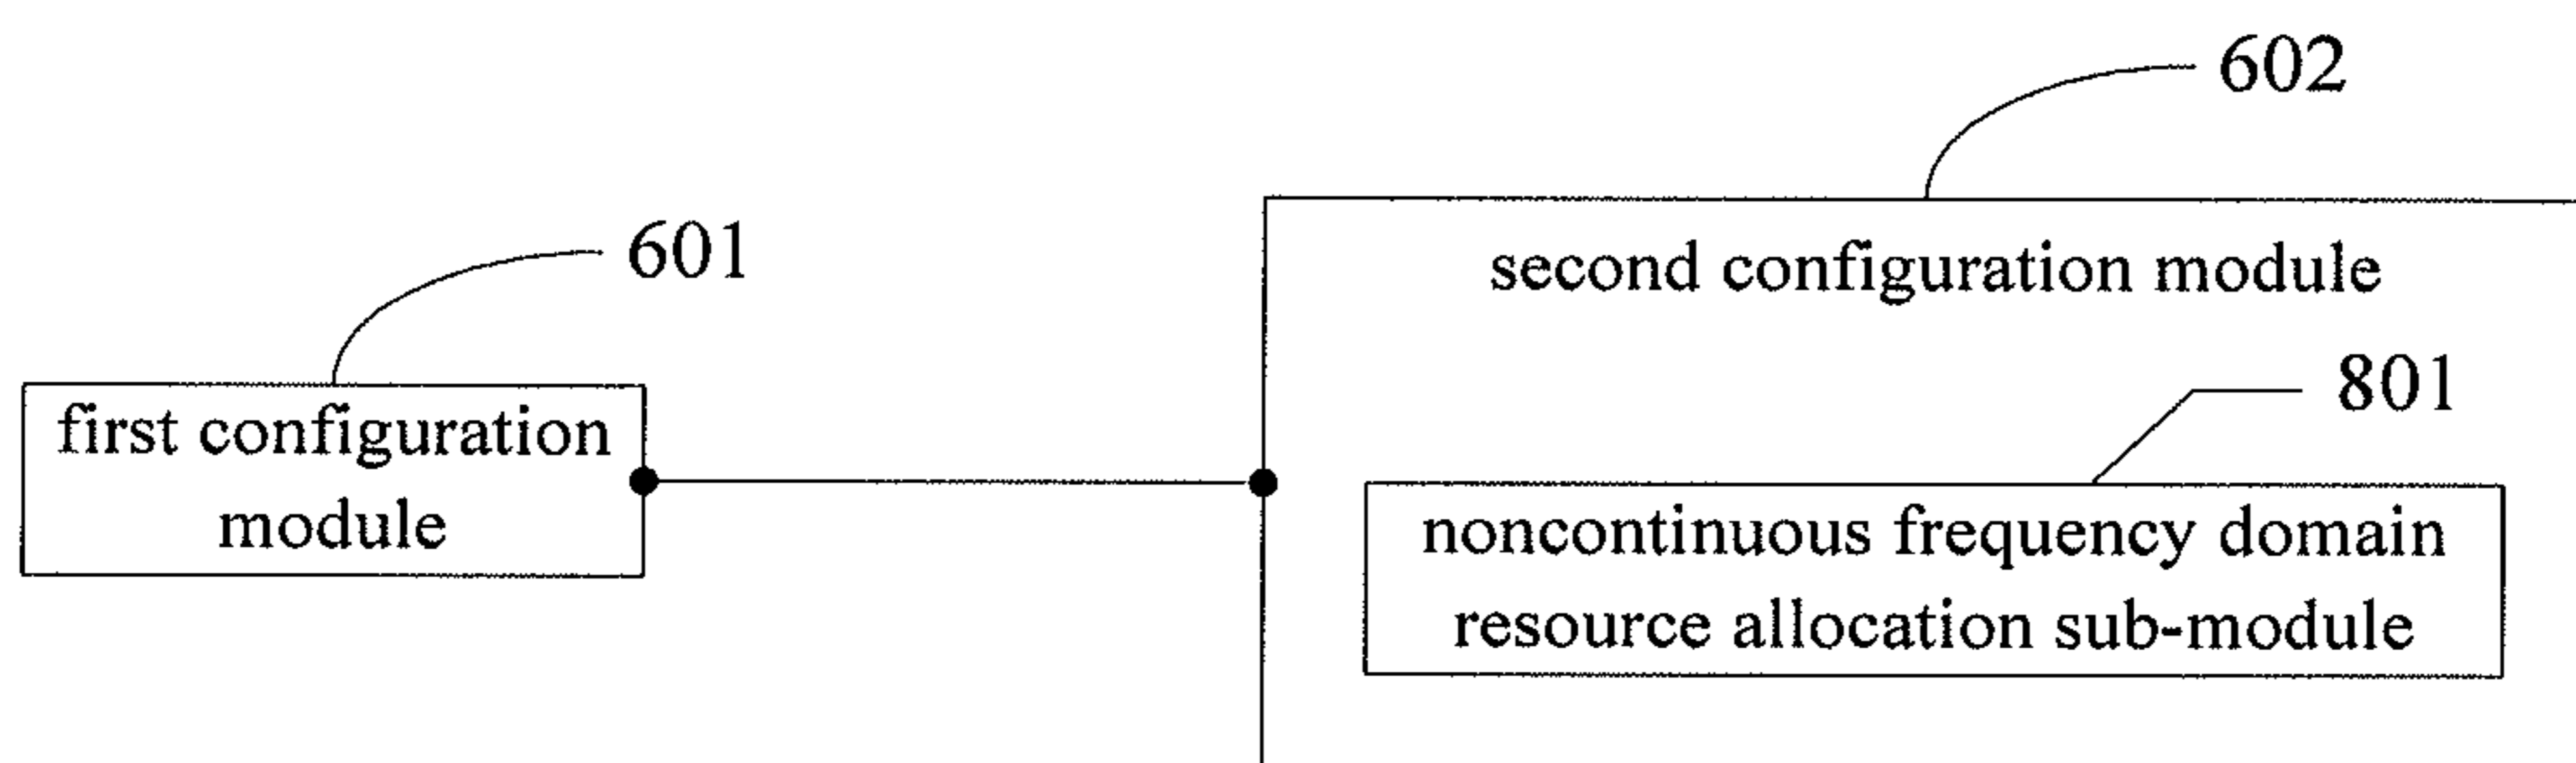 602
601
second configuration module
801
first configuration
module
noncontinuous frequency domain
resource allocation sub-module